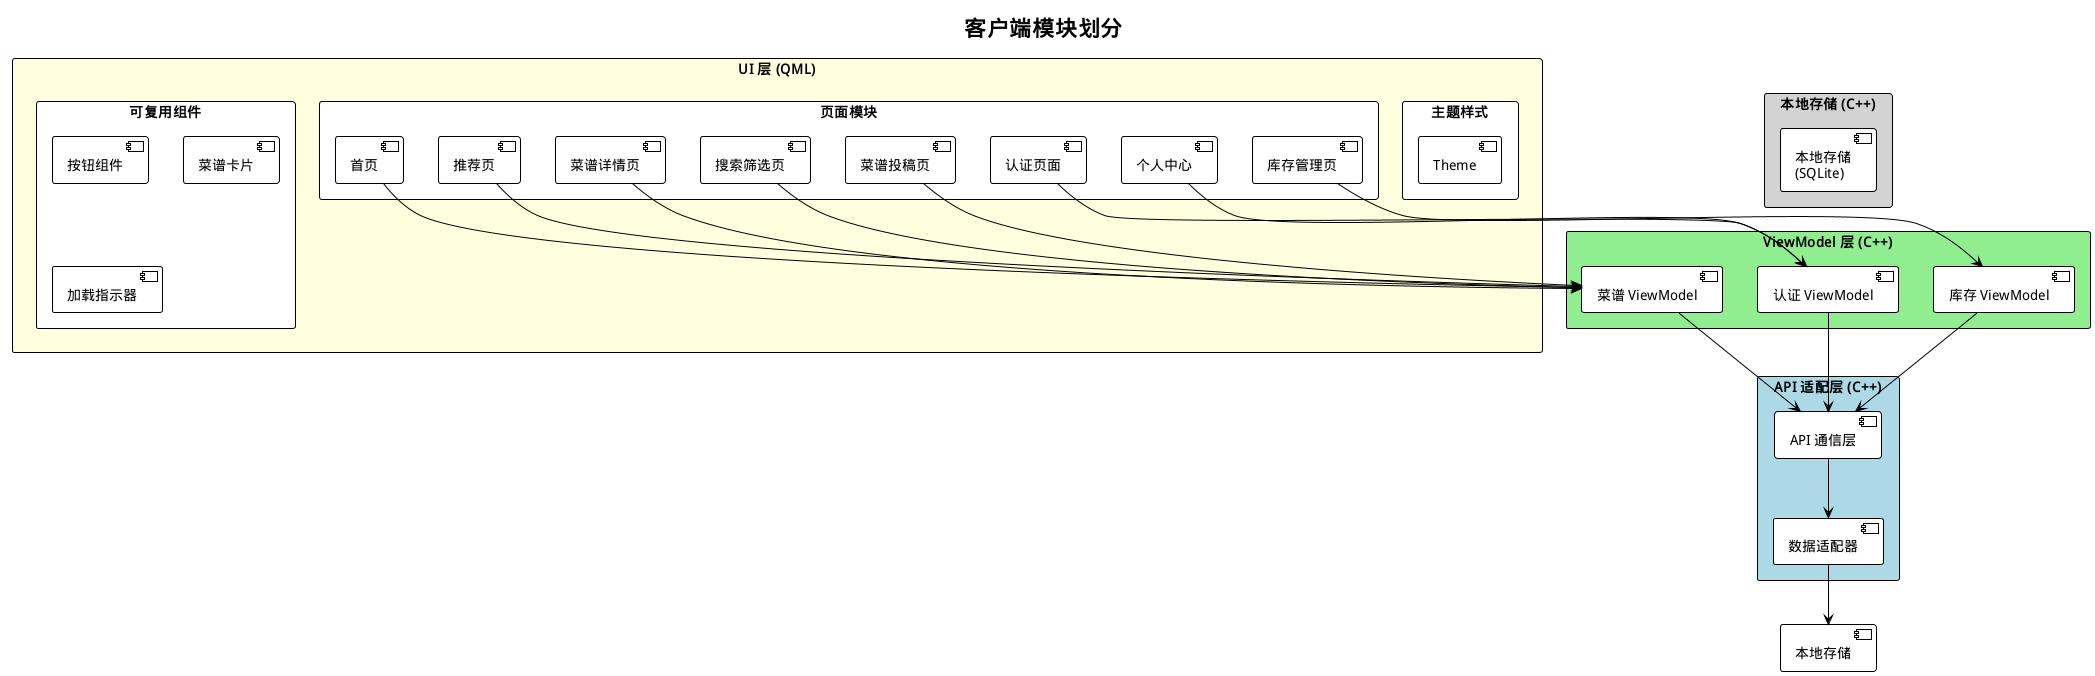 客户端模块划分
UI 层 (QML)
可复用组件
按钮组件
菜谱卡片
加载指示器
页面模块
首页
推荐页
菜谱详情页
搜索筛选页
菜谱投稿页
认证页面
个人中心
库存管理页
主题样式
Theme
本地存储 (C++)
本地存储
(SQLite)
ViewModel 层 (C++)
菜谱 ViewModel
认证 ViewModel
库存 ViewModel
API 适配层 (C++)
API 通信层
数据适配器
本地存储